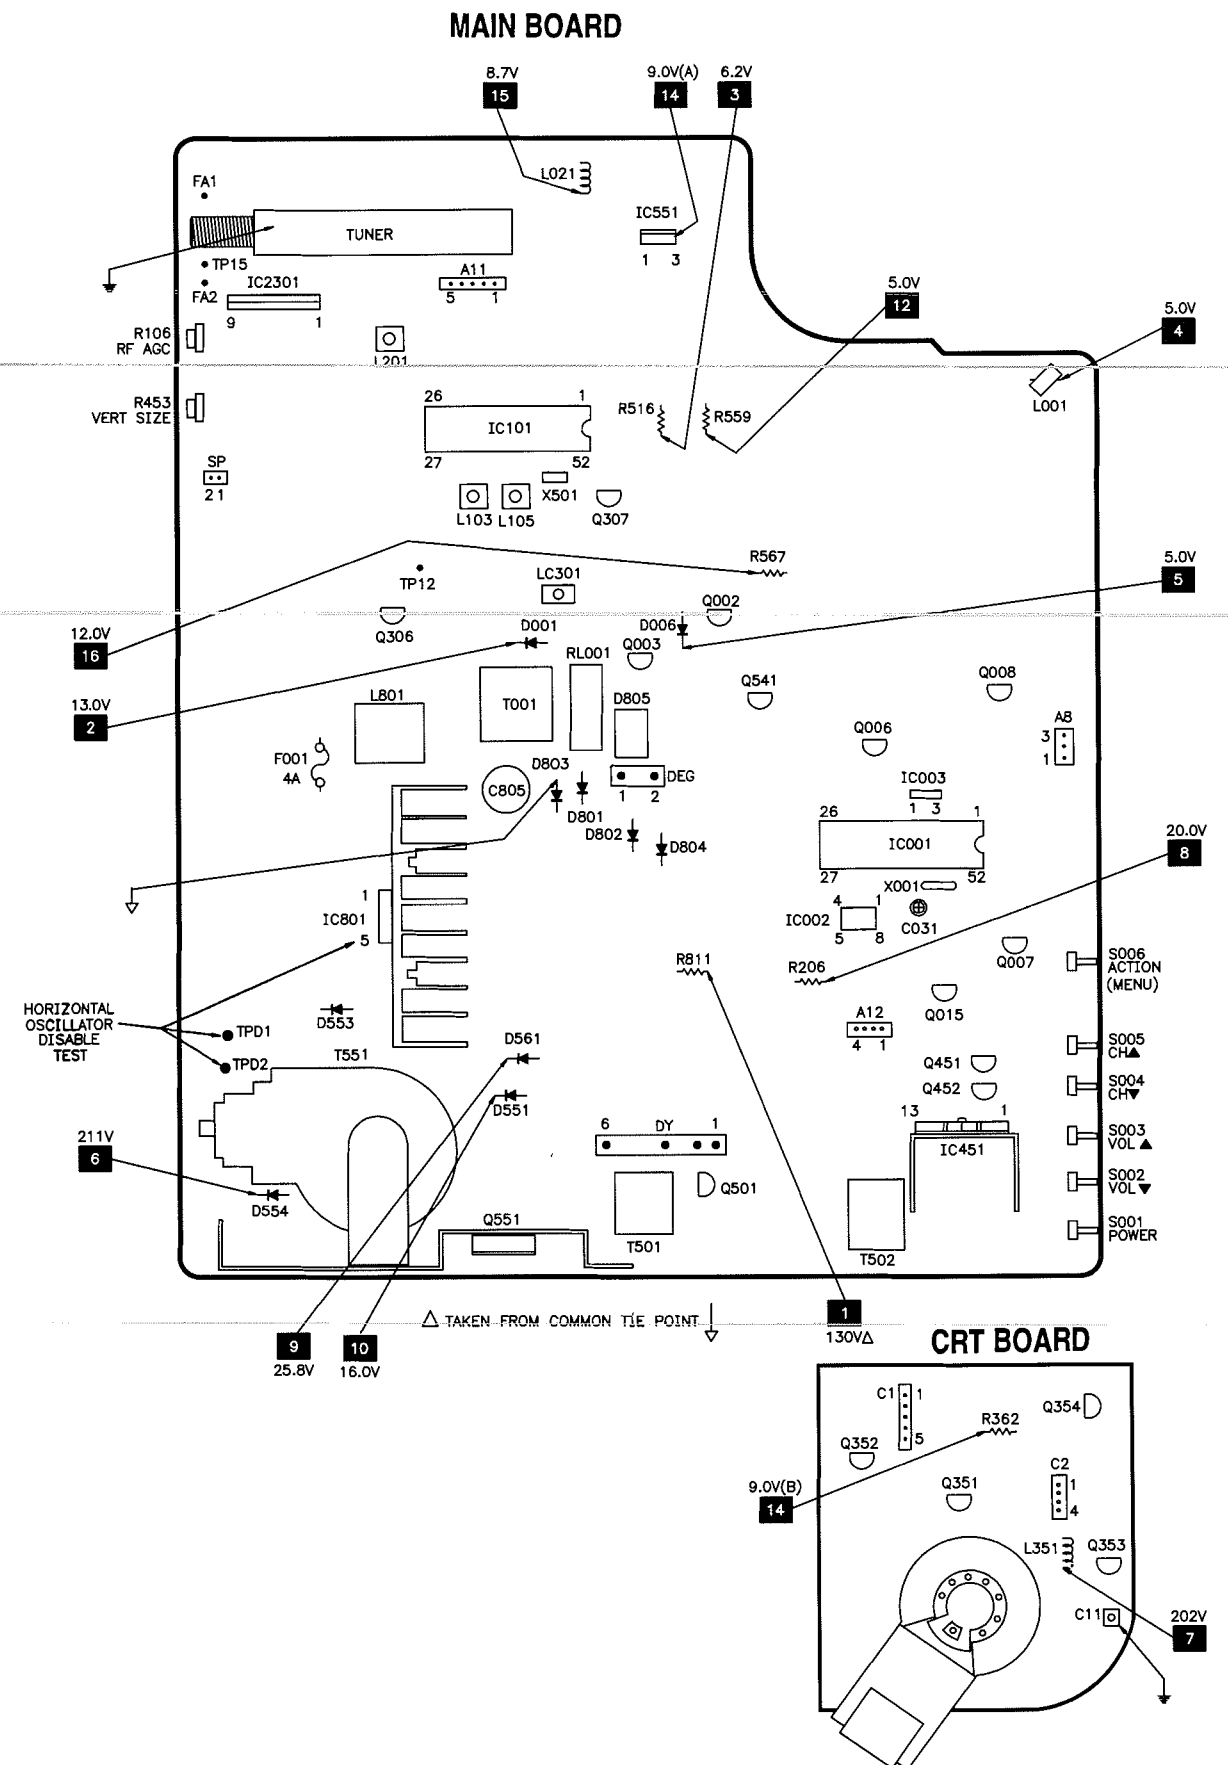 MAIN BOARD
8.7V
15
9.0V(A)
14
6.2V
3
FA1
L021
TUNER
IC551
1 3
TP15
FA2
IC2301
9 1
A11
5 1
5.0V
12
5.0V
4
R106
RF AGC
L201
L001
R453
VERT SIZE
26 1
IC101
27 52
R516
R559
SP
2 1
L103
L105
X501
Q307
R567
5.0V
5
TP12
LC301
Q306
D001
D006
Q002
Q003
12.0V
16
RL001
13.0V
2
L801
T001
D805
Q541
Q008
F001
4A
Q006
A8
3
1
D803
C805
D801
DEG
1 2
D802
D804
IC003
1 3
26 1
IC001
27 52
20.0V
8
X001
4 1
IC002
5 8
C031
1
IC801
5
R811
R206
Q007
S006
ACTION
(MENU)
HORIZONTAL
OSCILLATOR
DISABLE
TEST
TPD1
TPD2
D553
Q015
A12
4 1
S005
CH▲
T551
D561
Q451
Q452
S004
CH▼
D551
13 1
IC451
S003
VOL ▲
211V
6
6 DY 1
D554
Q501
S002
VOL ▼
Q551
T501
T502
S001
POWER
△ TAKEN FROM COMMON TIE POINT
9
25.8V
10
16.0V
1
130V△
CRT BOARD
C1
1
5
R362
Q354
Q352
9.0V(B)
14
Q351
C2
1
4
L351
Q353
C11
202V
7